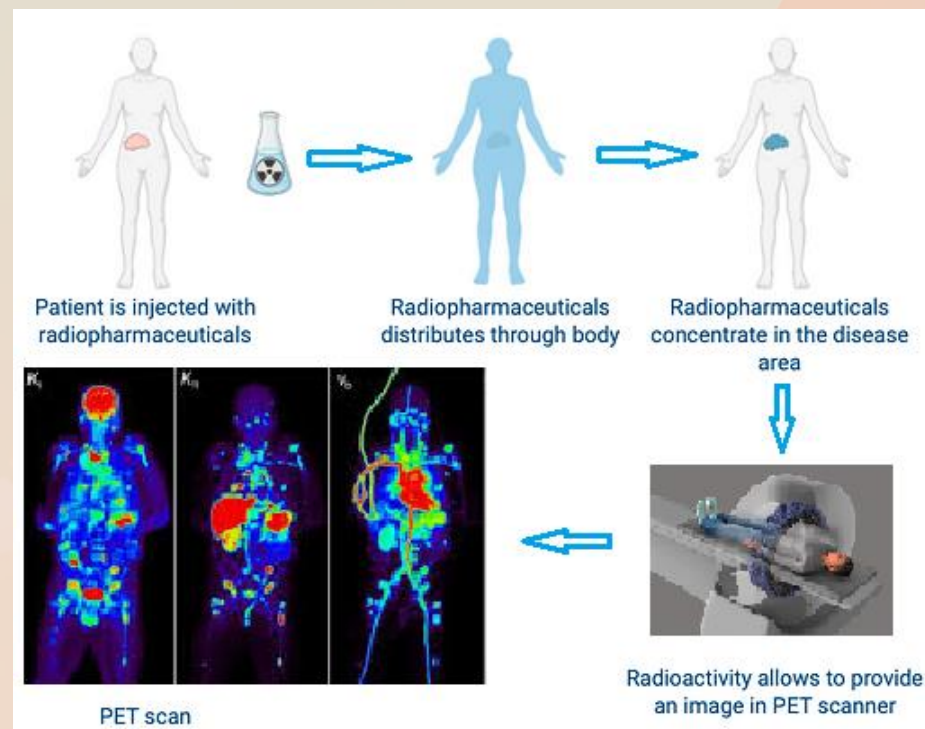 Patient is injected with
radiopharmaceuticals
Radiopharmaceuticals
distributes through body
Radiopharmaceuticals
concentrate in the disease
area
Radioactivity allows to provide
an image in PET scanner
PET scan